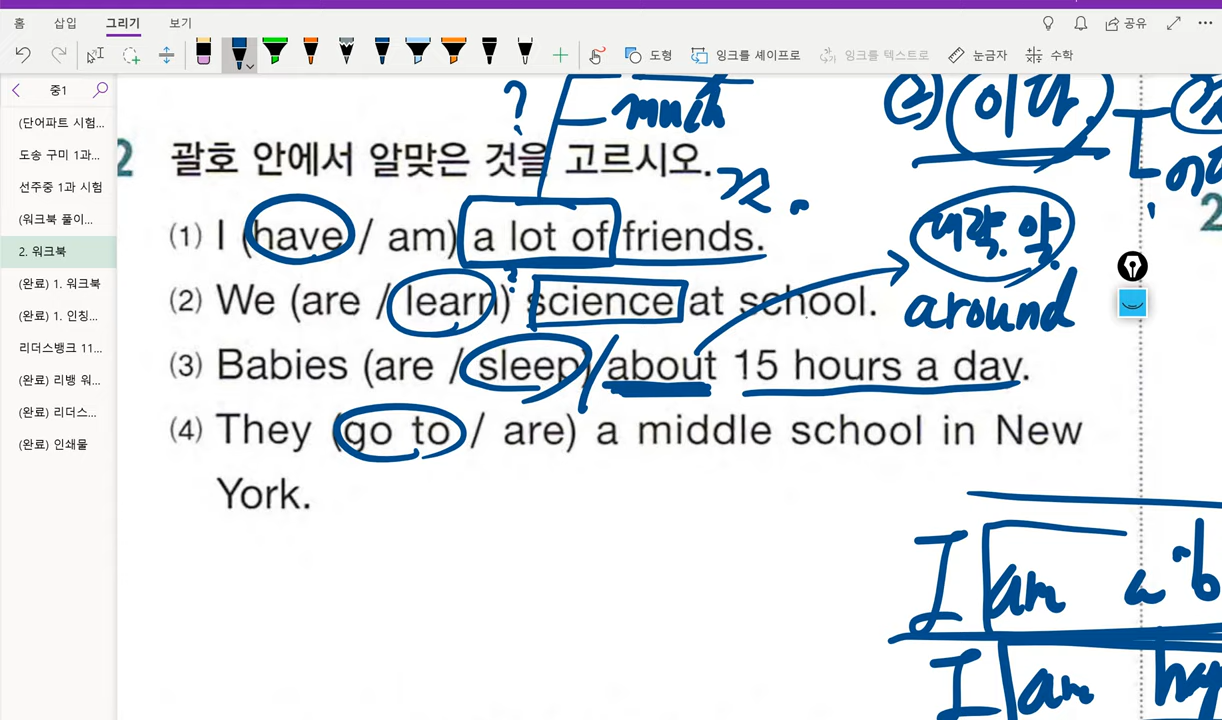 홈 삽입 그리기 보기 공유
잉크를 셰이프로 잉크를 텍스트로 도형 눈금자 수학
중1
(단어파트 시험...
도송 구미 1과...
선주중 1과 시험
(워크북 풀이...
2. 워크북
(완료) 1. 워크북
(완료) 1. 인칭...
리더스뱅크 11...
(완료) 리뱅 워...
(완료) 리더스...
(완료) 인쇄물
? much
② 이다
2 괄호 안에서 알맞은 것을 고르시오.
(1) I (have / am) a lot of friends.
대략. 약.
(2) We (are / learn) science at school.
around
(3) Babies (are / sleep) about 15 hours a day.
(4) They (go to / are) a middle school in New
York.
I am a b
I am